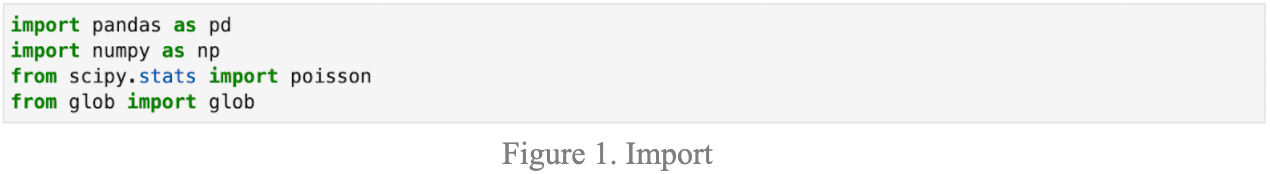 import pandas as pd
import numpy as np
from scipy.stats import poisson
from glob import glob
Figure 1. Import